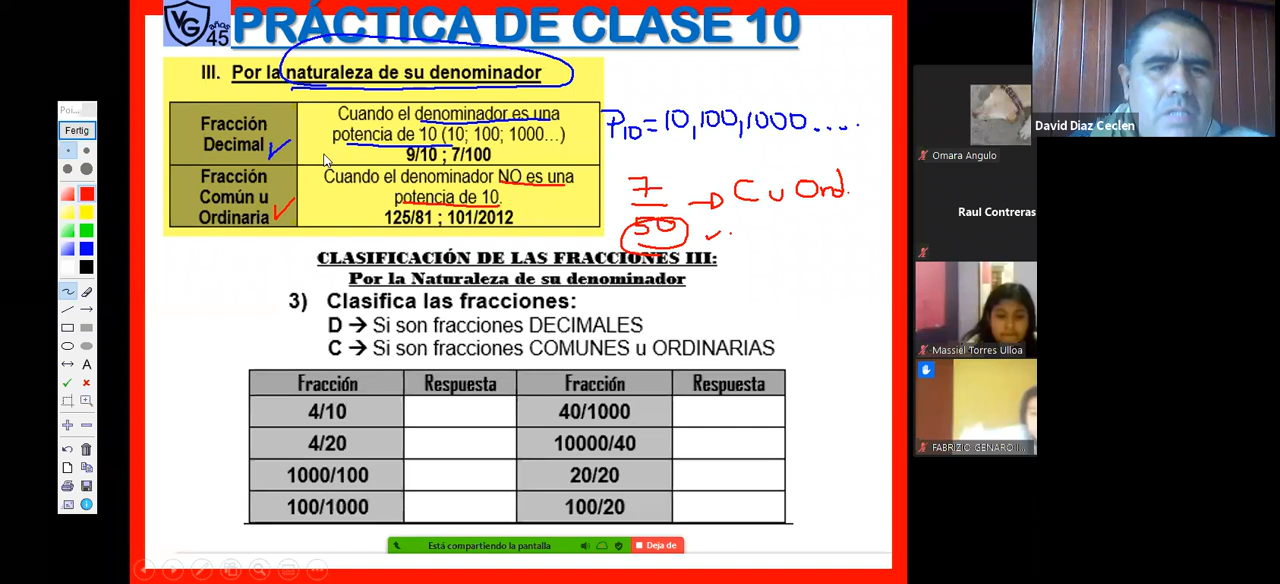 VG años 45
PRÁCTICA DE CLASE 10
III. Por la naturaleza de su denominador
Fracción Decimal
Cuando el denominador es una
potencia de 10 (10; 100; 1000...)
9/10 ; 7/100
Fracción Común u Ordinaria
Cuando el denominador NO es una
potencia de 10.
125/81 ; 101/2012
P10 = 10, 100, 1000 ....
7/50 → C u Ord.
CLASIFICACIÓN DE LAS FRACCIONES III:
Por la Naturaleza de su denominador
3) Clasifica las fracciones:
D → Si son fracciones DECIMALES
C → Si son fracciones COMUNES u ORDINARIAS
Fracción Respuesta Fracción Respuesta
4/10 40/1000
4/20 10000/40
1000/100 20/20
100/1000 100/20
Está compartiendo la pantalla Deja de
Poi...
Fertig
A
David Diaz Ceclen
Omara Angulo
Raul Contreras
Massiel Torres Ulloa
FABRIZIO GENARO I...